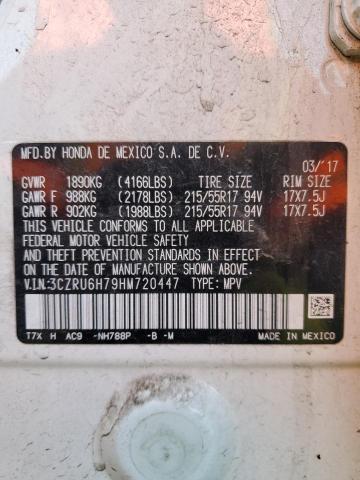 MFD.BY HONDA DE MEXICO S.A. DE C.V.
03/'17
GVWR 1890KG (4166LBS) TIRE SIZE RIM SIZE
GAWR F 988KG (2178LBS) 215/55R17 94V 17X7.5J
GAWR R 902KG (1988LBS) 215/55R17 94V 17X7.5J
THIS VEHICLE CONFORMS TO ALL APPLICABLE
FEDERAL MOTOR VEHICLE SAFETY
AND THEFT PREVENTION STANDARDS IN EFFECT
ON THE DATE OF MANUFACTURE SHOWN ABOVE.
V.I.N:3CZRU6H79HM720447 TYPE: MPV
T7X H AC9 -NH788P -B -M
MADE IN MEXICO